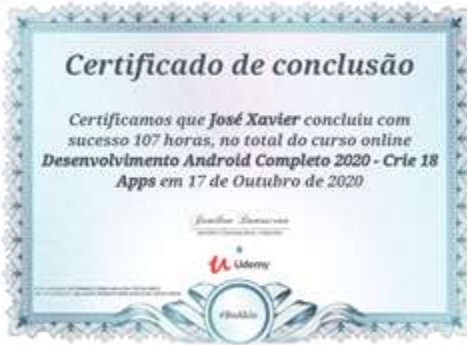 Certificado de conclusão
Certificamos que José Xavier concluiu com
sucesso 107 horas, no total do curso online
Desenvolvimento Android Completo 2020 - Crie 18
Apps em 17 de Outubro de 2020
&
Udemy
#BeAble